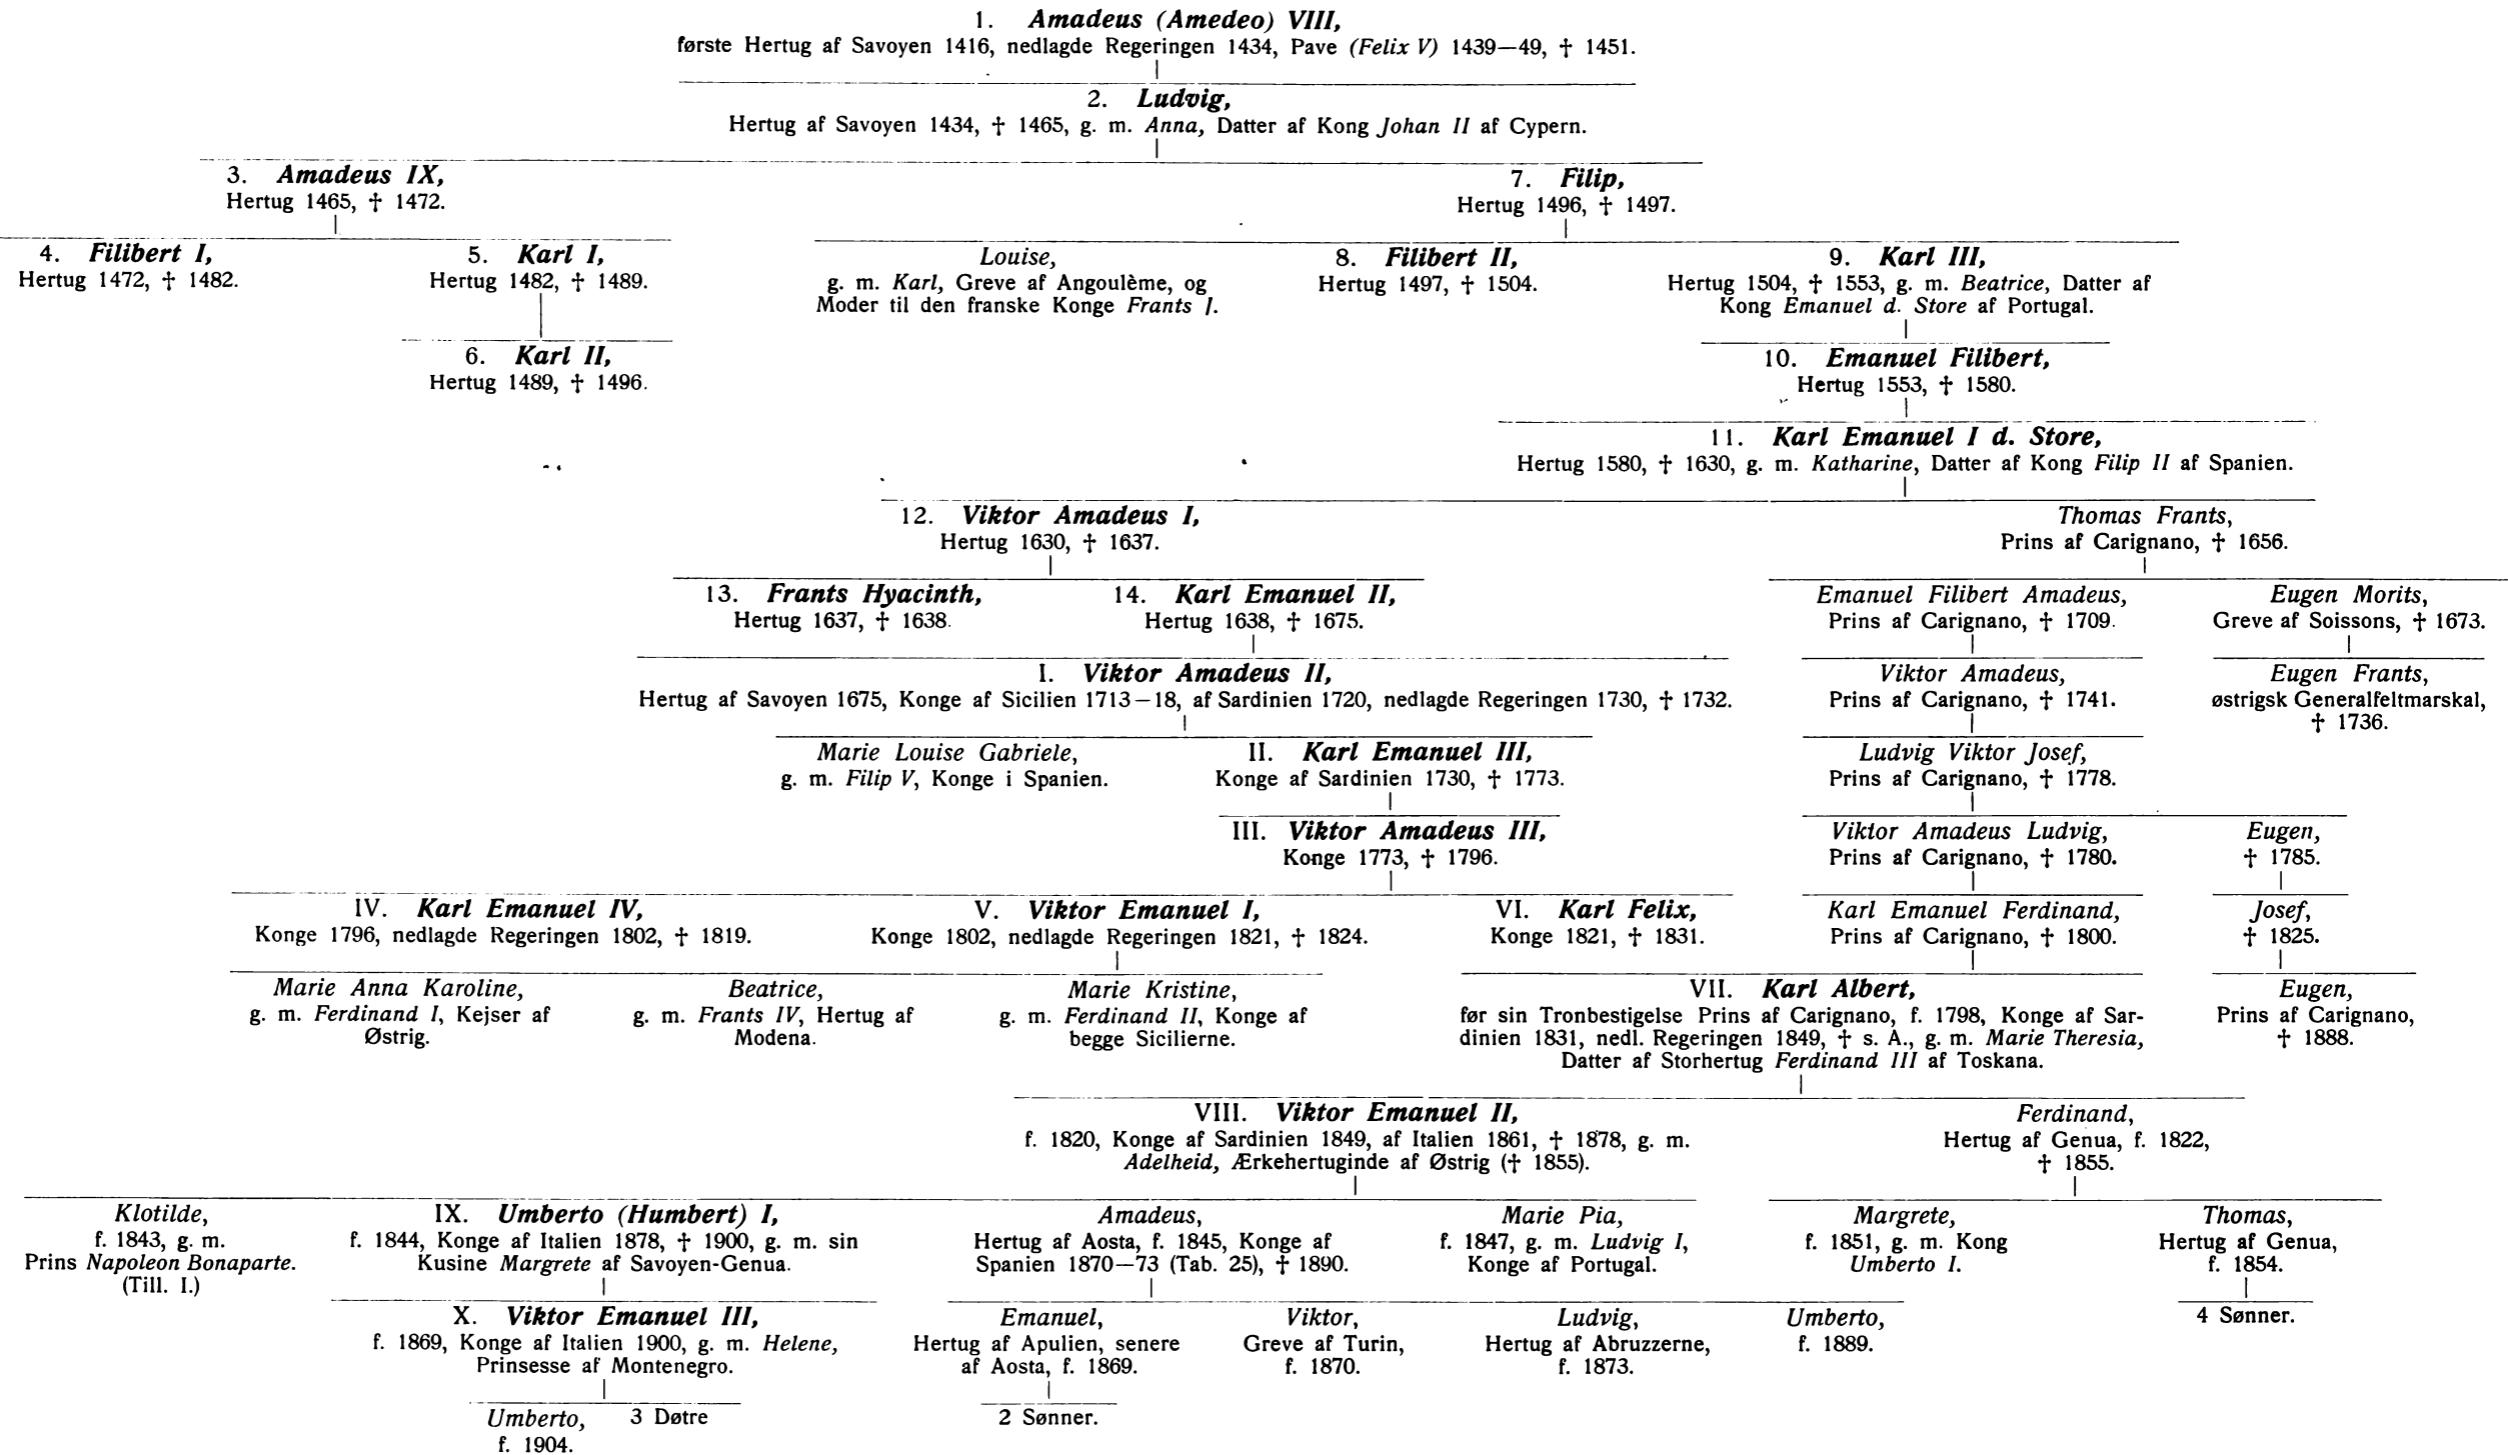 1. Amadeus (Amedeo) VIII,
første Hertug af Savoyen 1416, nedlagde Regeringen 1434, Pave (Felix V) 1439—49, † 1451.
2. Ludvig,
Hertug af Savoyen 1434, † 1465, g. m. Anna, Datter af Kong Johan II af Cypern.
3. Amadeus IX,
Hertug 1465, † 1472.
7. Filip,
Hertug 1496, † 1497.
4. Filibert I,
Hertug 1472, † 1482.
5. Karl I,
Hertug 1482, † 1489.
Louise,
g. m. Karl, Greve af Angoulème, og
Moder til den franske Konge Frants I.
8. Filibert II,
Hertug 1497, † 1504.
9. Karl III,
Hertug 1504, † 1553, g. m. Beatrice, Datter af
Kong Emanuel d. Store af Portugal.
6. Karl II,
Hertug 1489, † 1496.
10. Emanuel Filibert,
Hertug 1553, † 1580.
11. Karl Emanuel I d. Store,
Hertug 1580, † 1630, g. m. Katharine, Datter af Kong Filip II af Spanien.
12. Viktor Amadeus I,
Hertug 1630, † 1637.
Thomas Frants,
Prins af Carignano, † 1656.
13. Frants Hyacinth,
Hertug 1637, † 1638.
14. Karl Emanuel II,
Hertug 1638, † 1675.
Emanuel Filibert Amadeus,
Prins af Carignano, † 1709.
Eugen Morits,
Greve af Soissons, † 1673.
I. Viktor Amadeus II,
Hertug af Savoyen 1675, Konge af Sicilien 1713—18, af Sardinien 1720, nedlagde Regeringen 1730, † 1732.
Viktor Amadeus,
Prins af Carignano, † 1741.
Eugen Frants,
østrigsk Generalfeltmarskal,
† 1736.
Marie Louise Gabriele,
g. m. Filip V, Konge i Spanien.
II. Karl Emanuel III,
Konge af Sardinien 1730, † 1773.
Ludvig Viktor Josef,
Prins af Carignano, † 1778.
III. Viktor Amadeus III,
Konge 1773, † 1796.
Viktor Amadeus Ludvig,
Prins af Carignano, † 1780.
Eugen,
† 1785.
IV. Karl Emanuel IV,
Konge 1796, nedlagde Regeringen 1802, † 1819.
V. Viktor Emanuel I,
Konge 1802, nedlagde Regeringen 1821, † 1824.
VI. Karl Felix,
Konge 1821, † 1831.
Karl Emanuel Ferdinand,
Prins af Carignano, † 1800.
Josef,
† 1825.
Marie Anna Karoline,
g. m. Ferdinand I, Kejser af
Østrig.
Beatrice,
g. m. Frants IV, Hertug af
Modena.
Marie Kristine,
g. m. Ferdinand II, Konge af
begge Sicilierne.
VII. Karl Albert,
før sin Tronbestigelse Prins af Carignano, f. 1798, Konge af Sar-
dinien 1831, nedl. Regeringen 1849, † s. A., g. m. Marie Theresia,
Datter af Storhertug Ferdinand III af Toskana.
Eugen,
Prins af Carignano,
† 1888.
VIII. Viktor Emanuel II,
f. 1820, Konge af Sardinien 1849, af Italien 1861, † 1878, g. m.
Adelheid, Ærkehertuginde af Østrig († 1855).
Ferdinand,
Hertug af Genua, f. 1822,
† 1855.
Klotilde,
f. 1843, g. m.
Prins Napoleon Bonaparte.
(Till. I.)
IX. Umberto (Humbert) I,
f. 1844, Konge af Italien 1878, † 1900, g. m. sin
Kusine Margrete af Savoyen-Genua.
Amadeus,
Hertug af Aosta, f. 1845, Konge af
Spanien 1870—73 (Tab. 25), † 1890.
Marie Pia,
f. 1847, g. m. Ludvig I,
Konge af Portugal.
Margrete,
f. 1851, g. m. Kong
Umberto I.
Thomas,
Hertug af Genua,
f. 1854.
X. Viktor Emanuel III,
f. 1869, Konge af Italien 1900, g. m. Helene,
Prinsesse af Montenegro.
Emanuel,
Hertug af Apulien, senere
af Aosta, f. 1869.
Viktor,
Greve af Turin,
f. 1870.
Ludvig,
Hertug af Abruzzerne,
f. 1873.
Umberto,
f. 1889.
4 Sønner.
Umberto,
f. 1904.
3 Døtre
2 Sønner.